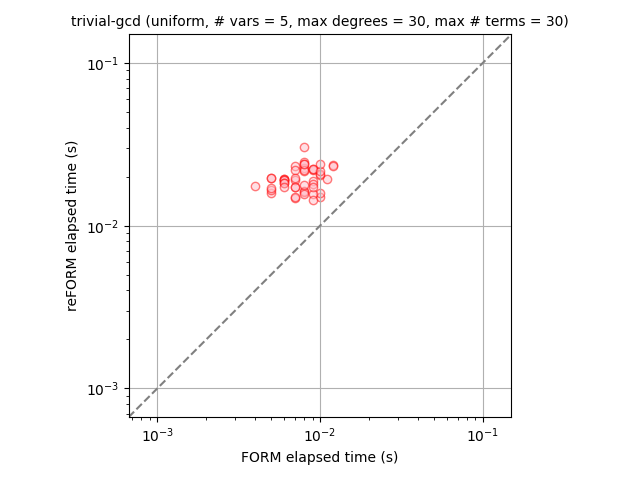 trivial-gcd (uniform, # vars = 5, max degrees = 30, max # terms = 30)
10⁻¹
10⁻²
10⁻³
reFORM elapsed time (s)
10⁻³ 10⁻² 10⁻¹
FORM elapsed time (s)